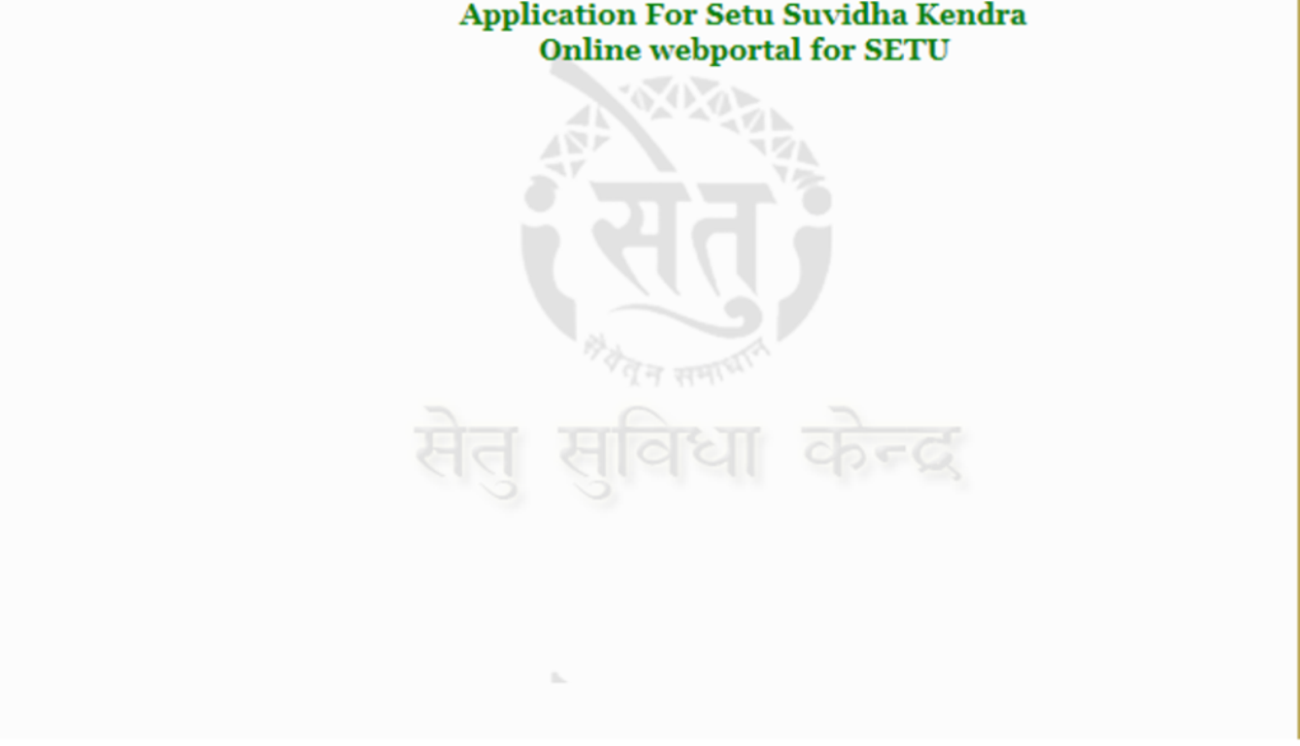 Application For Setu Suvidha Kendra
Online webportal for SETU
सेतु
सेवेतून समाधान
सेतु सुविधा केन्द्र